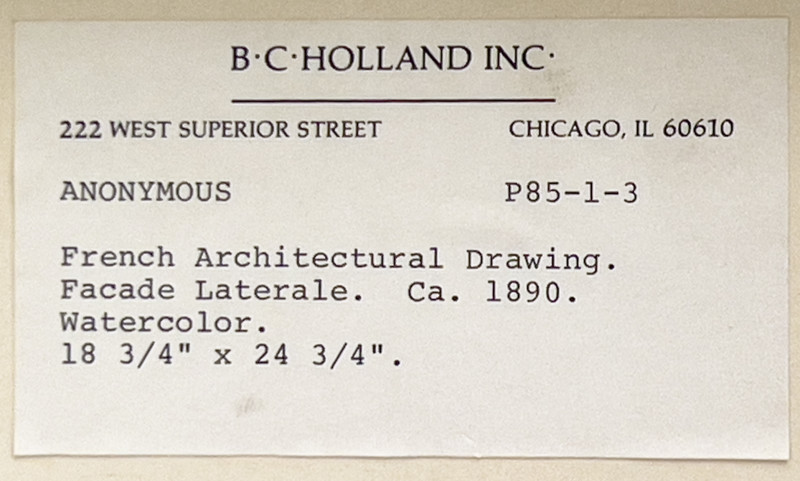 B·C·HOLLAND INC·
222 WEST SUPERIOR STREET CHICAGO, IL 60610
ANONYMOUS P85-1-3
French Architectural Drawing.
Facade Laterale. Ca. 1890.
Watercolor.
18 3/4" x 24 3/4".